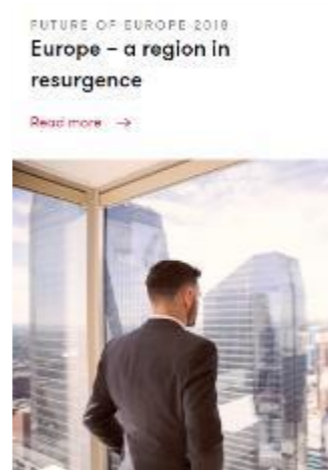 FUTURE OF EUROPE 2018
Europe – a region in
resurgence
Read more →